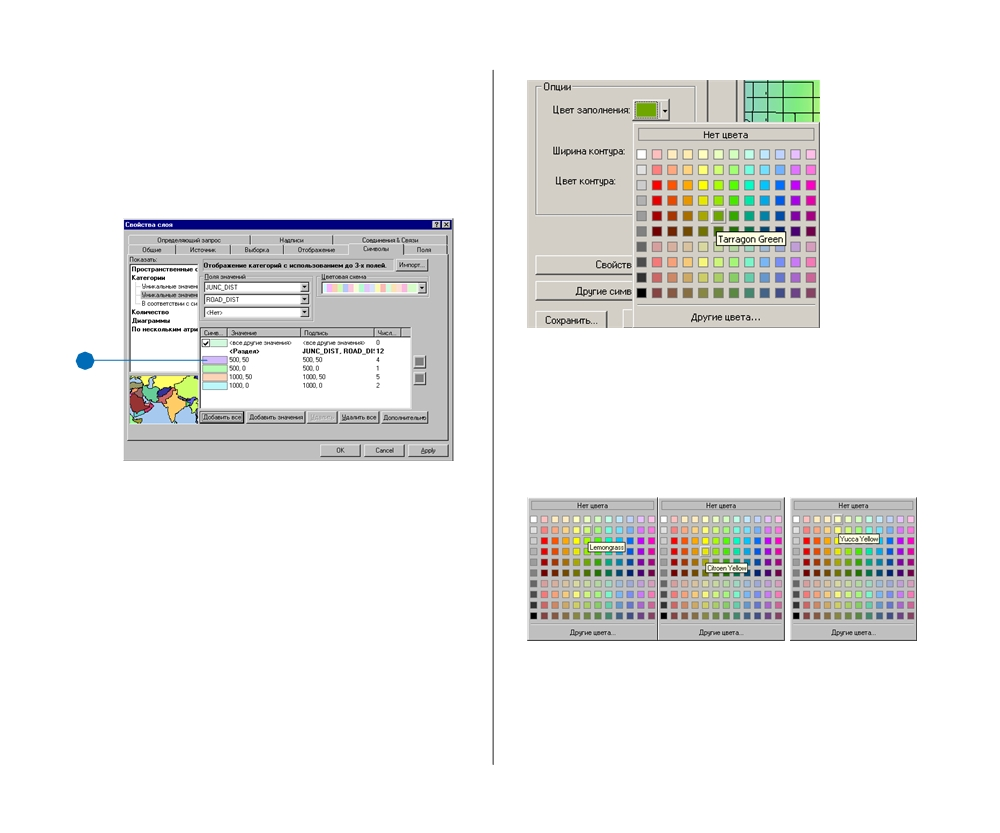 Свойства слоя
Определяющий запрос Надписи Соединения & Связи
Общие Источник Выборка Отображение Символы Поля
Показать:
Пространственные с
Категории
Уникальные значен
Уникальные значен
В соответствии с си
Количество
Диаграммы
По нескольким атри
Отображение категорий с использованием до 3-х полей. Импорт...
Поля значений Цветовая схема
JUNC_DIST
ROAD_DIST
<Нет>
Симв... Значение Подпись Числ...
<все другие значения> <все другие значения> 0
<Раздел> JUNC_DIST, ROAD_DI: 12
500, 50 500, 50 4
500, 0 500, 0 1
1000, 50 1000, 50 5
1000, 0 1000, 0 2
Добавить все Добавить значения Удалить Удалить все Дополнительно
OK Cancel Apply
Опции
Цвет заполнения:
Нет цвета
Ширина контура:
Цвет контура:
Tarragon Green
Свойств
Другие симв
Сохранить...
Другие цвета...
Нет цвета Нет цвета Нет цвета
Lemongrass
Citroen Yellow
Yucca Yellow
Другие цвета... Другие цвета... Другие цвета...